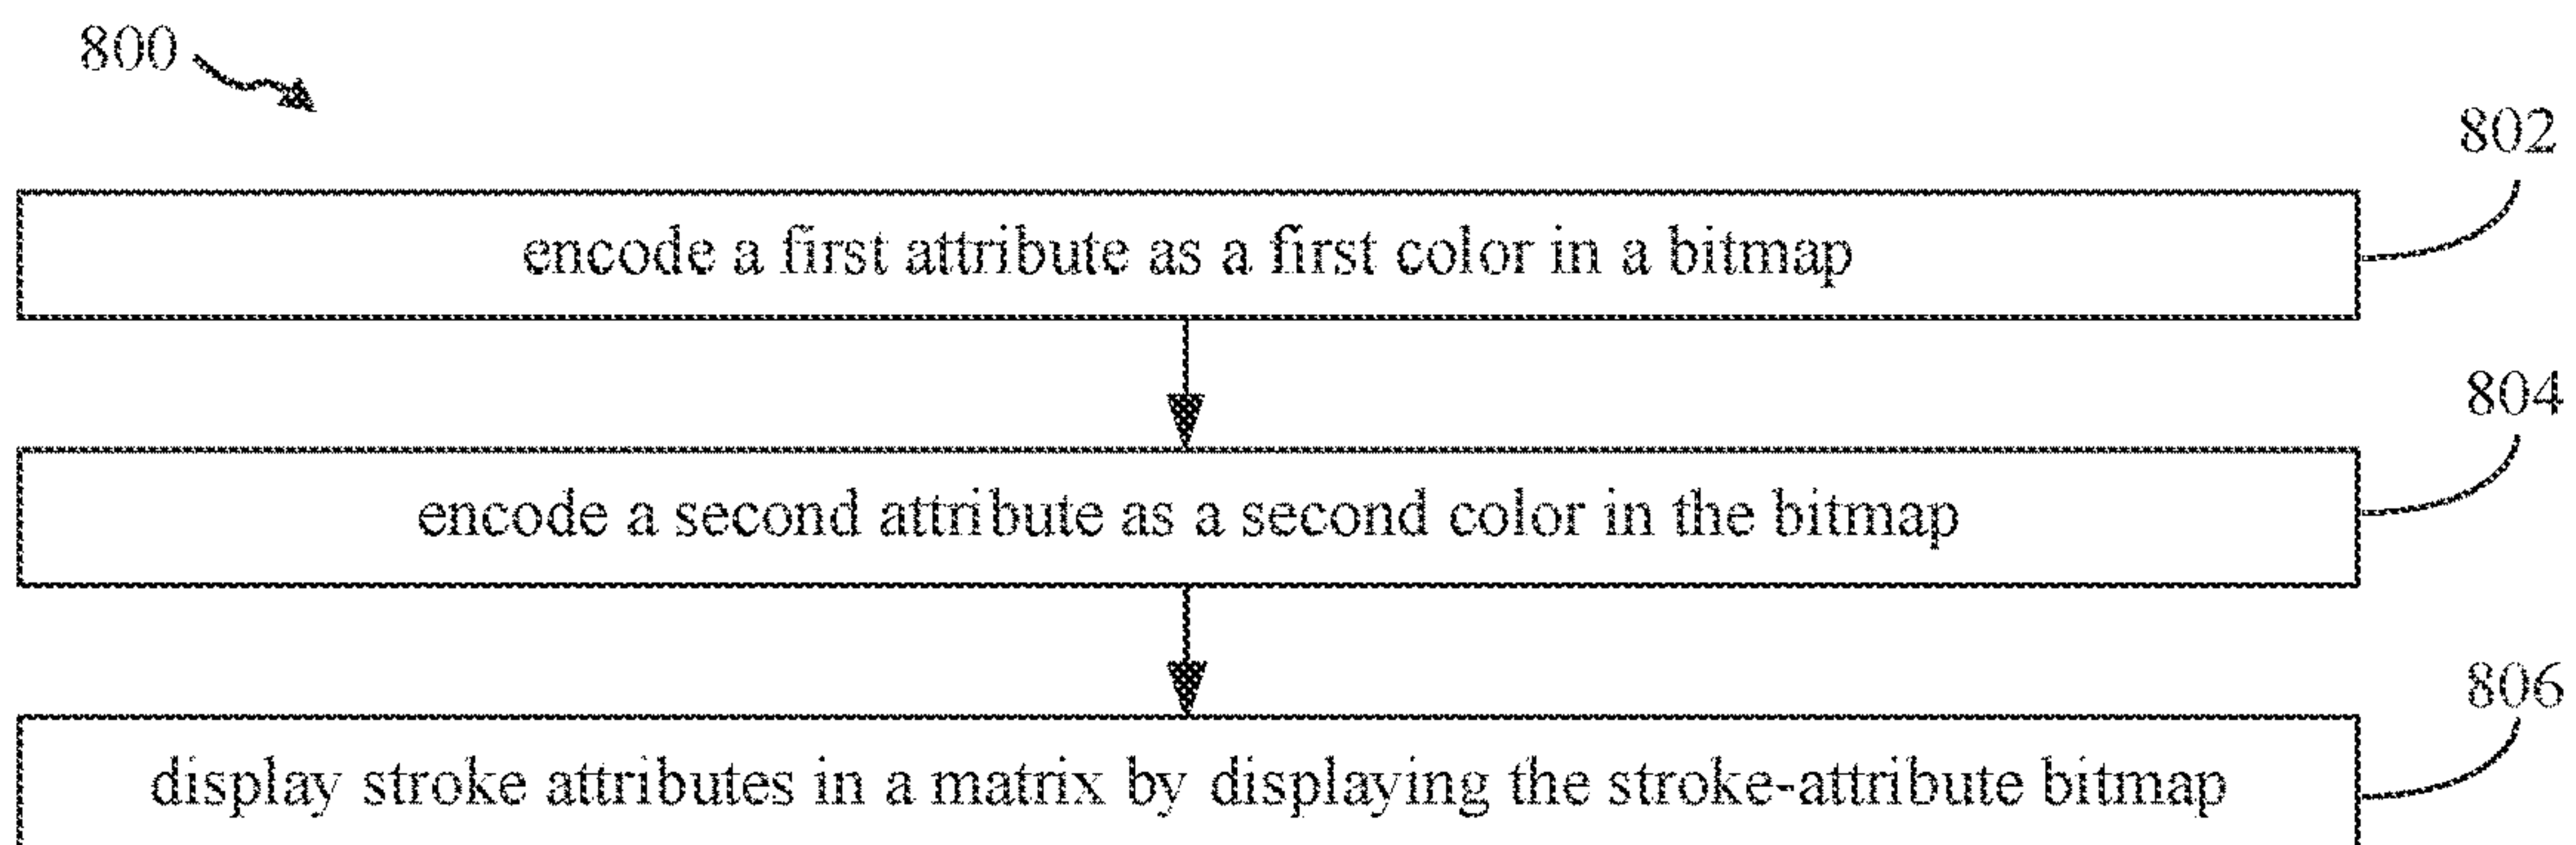 800
802
encode a first attribute as a first color in a bitmap
804
encode a second attribute as a second color in the bitmap
806
display stroke attributes in a matrix by displaying the stroke-attribute bitmap